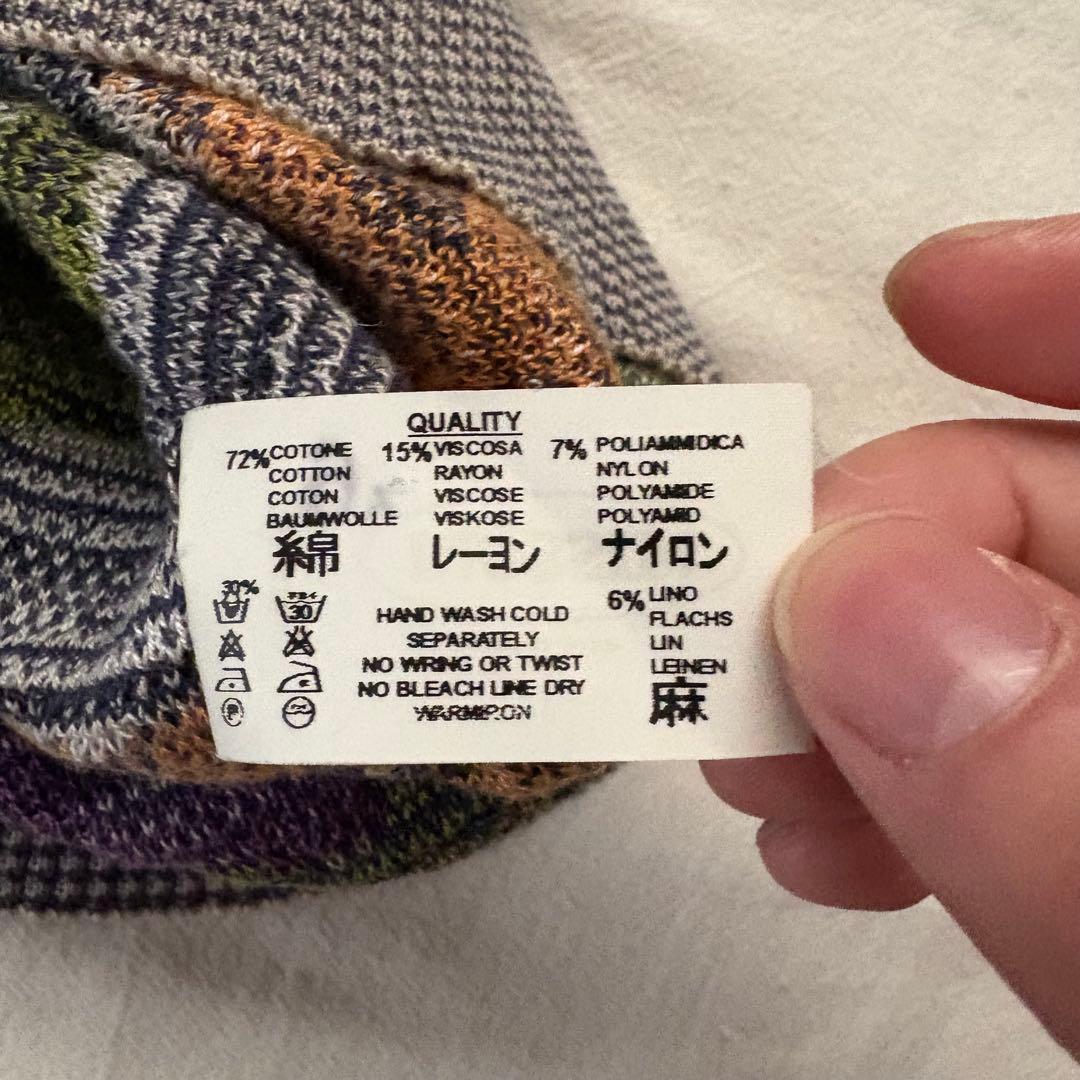 QUALITY
72% COTONE
COTTON
COTON
BAUMWOLLE
綿
15% VISCOSA
RAYON
VISCOSE
VISKOSE
レーヨン
7% POLIAMMIDICA
NYLON
POLYAMIDE
POLYAMID
ナイロン
6% LINO
FLACHS
LIN
LEINEN
麻
30%
30
HAND WASH COLD
SEPARATELY
NO WRING OR TWIST
NO BLEACH LINE DRY
WARM IRON
P